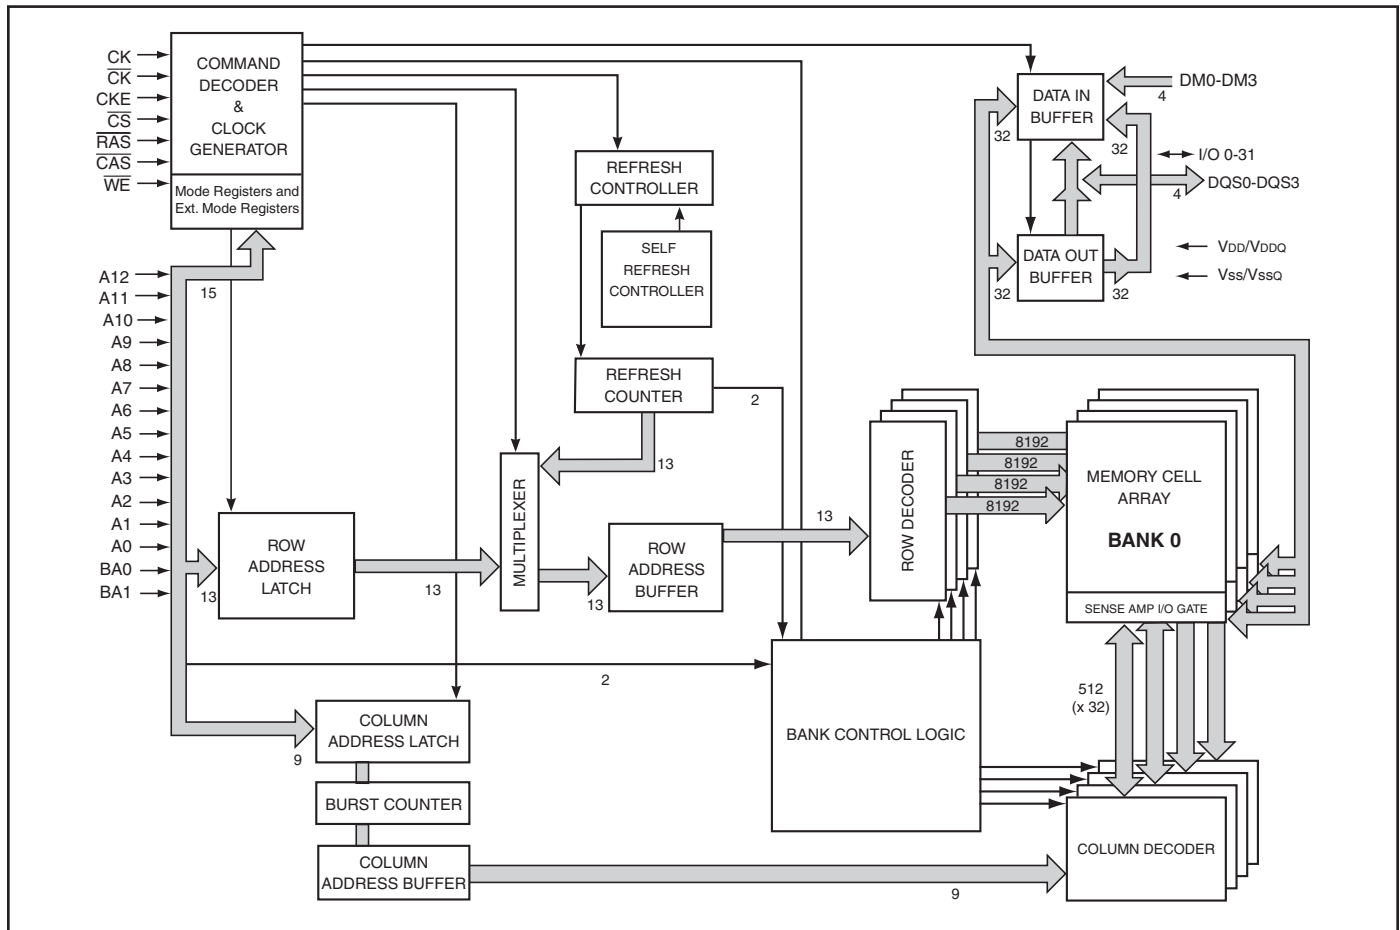 CK
C̅K̅
CKE
C̅S̅
R̅A̅S̅
C̅A̅S̅
W̅E̅
COMMAND
DECODER
&
CLOCK
GENERATOR
Mode Registers and
Ext. Mode Registers
A12
A11
A10
A9
A8
A7
A6
A5
A4
A3
A2
A1
A0
BA0
BA1
15
REFRESH
CONTROLLER
SELF
REFRESH
CONTROLLER
REFRESH
COUNTER
2
13
MULTIPLEXER
13
ROW
ADDRESS
LATCH
13
13
ROW
ADDRESS
BUFFER
13
ROW DECODER
8192
8192
8192
8192
MEMORY CELL
ARRAY
BANK 0
SENSE AMP I/O GATE
DATA IN
BUFFER
DM0-DM3
4
32
32
I/O 0-31
DQS0-DQS3
4
DATA OUT
BUFFER
32
32
VDD/VDDQ
VSS/VSSQ
2
BANK CONTROL LOGIC
512
(x 32)
COLUMN
ADDRESS LATCH
9
BURST COUNTER
COLUMN
ADDRESS BUFFER
9
COLUMN DECODER